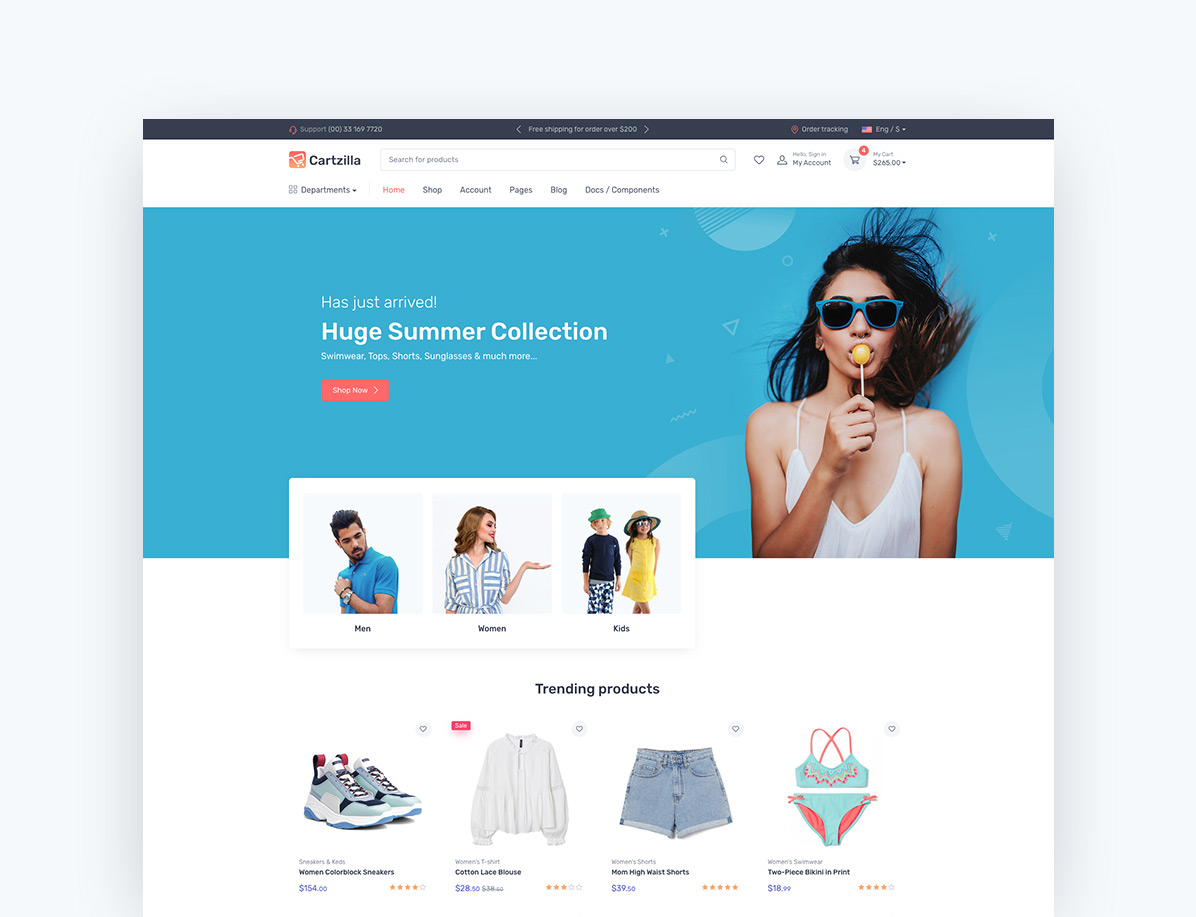 Support (00) 33 169 7720
Free shipping for order over $200
Order tracking
Eng / $
Cartzilla
Search for products
Hello, Sign in
My Account
4
My Cart
$265.00
Departments
Home
Shop
Account
Pages
Blog
Docs / Components
Has just arrived!
Huge Summer Collection
Swimwear, Tops, Shorts, Sunglasses & much more...
Shop Now
Men
Women
Kids
Trending products
Sale
Sneakers & Keds
Women Colorblock Sneakers
$154.00
Women's T-shirt
Cotton Lace Blouse
$28.50 $38.50
Women's Shorts
Mom High Waist Shorts
$39.50
Women's Swimwear
Two-Piece Bikini in Print
$18.99